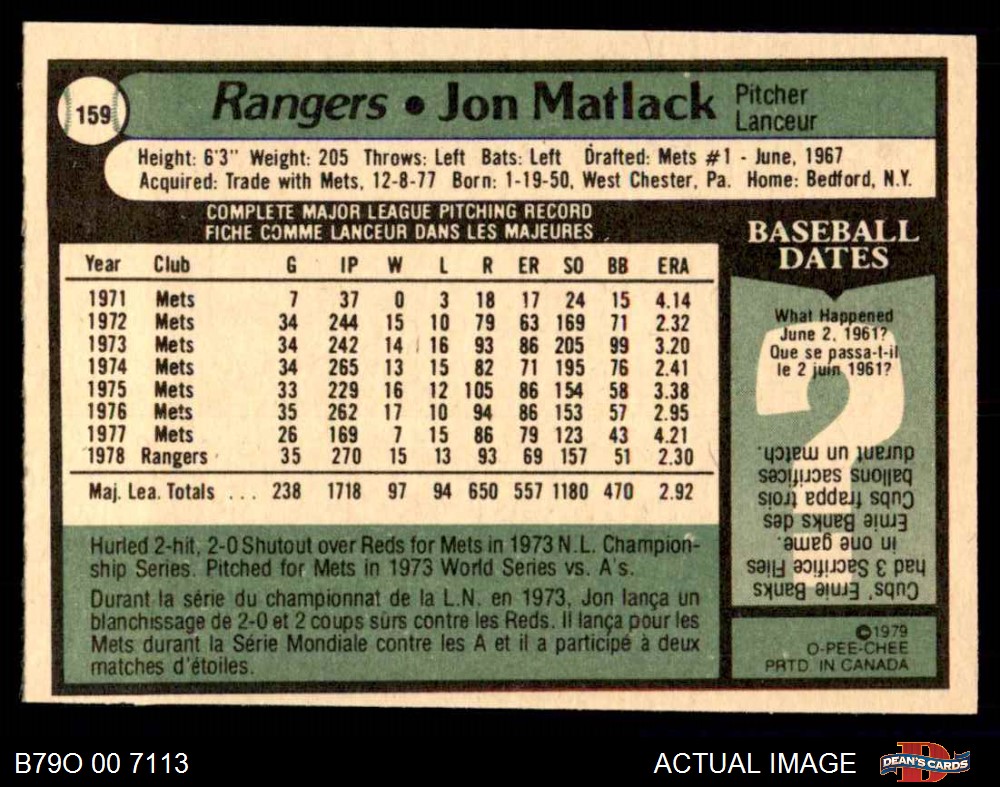 159
Rangers • Jon Matlack
Pitcher
Lanceur
Height: 6'3" Weight: 205 Throws: Left Bats: Left Drafted: Mets #1 - June, 1967
Acquired: Trade with Mets, 12-8-77 Born: 1-19-50, West Chester, Pa. Home: Bedford, N.Y.
COMPLETE MAJOR LEAGUE PITCHING RECORD
FICHE COMME LANCEUR DANS LES MAJEURES
Year Club G IP W L R ER SO BB ERA
1971 Mets 7 37 0 3 18 17 24 15 4.14
1972 Mets 34 244 15 10 79 63 169 71 2.32
1973 Mets 34 242 14 16 93 86 205 99 3.20
1974 Mets 34 265 13 15 82 71 195 76 2.41
1975 Mets 33 229 16 12 105 86 154 58 3.38
1976 Mets 35 262 17 10 94 86 153 57 2.95
1977 Mets 26 169 7 15 86 79 123 43 4.21
1978 Rangers 35 270 15 13 93 69 157 51 2.30
Maj. Lea. Totals ... 238 1718 97 94 650 557 1180 470 2.92
Hurled 2-hit, 2-0 Shutout over Reds for Mets in 1973 N.L. Champion-
ship Series. Pitched for Mets in 1973 World Series vs. A's.
Durant la série du championnat de la L.N. en 1973, Jon lança un
blanchissage de 2-0 et 2 coups sûrs contre les Reds. Il lança pour les
Mets durant la Série Mondiale contre les A et il a participé à deux
matches d'étoiles.
BASEBALL
DATES
What Happened
June 2, 1961?
Que se passa-t-il
le 2 juin 1961?
Cubs' Ernie Banks
had 3 Sacrifice Flies
in one game.
Ernie Banks des
Cubs frappa trois
ballons sacrifices
durant un match.
©1979
O-PEE-CHEE
PRTD. IN CANADA
B79O 00 7113
ACTUAL IMAGE
DEAN'S CARDS